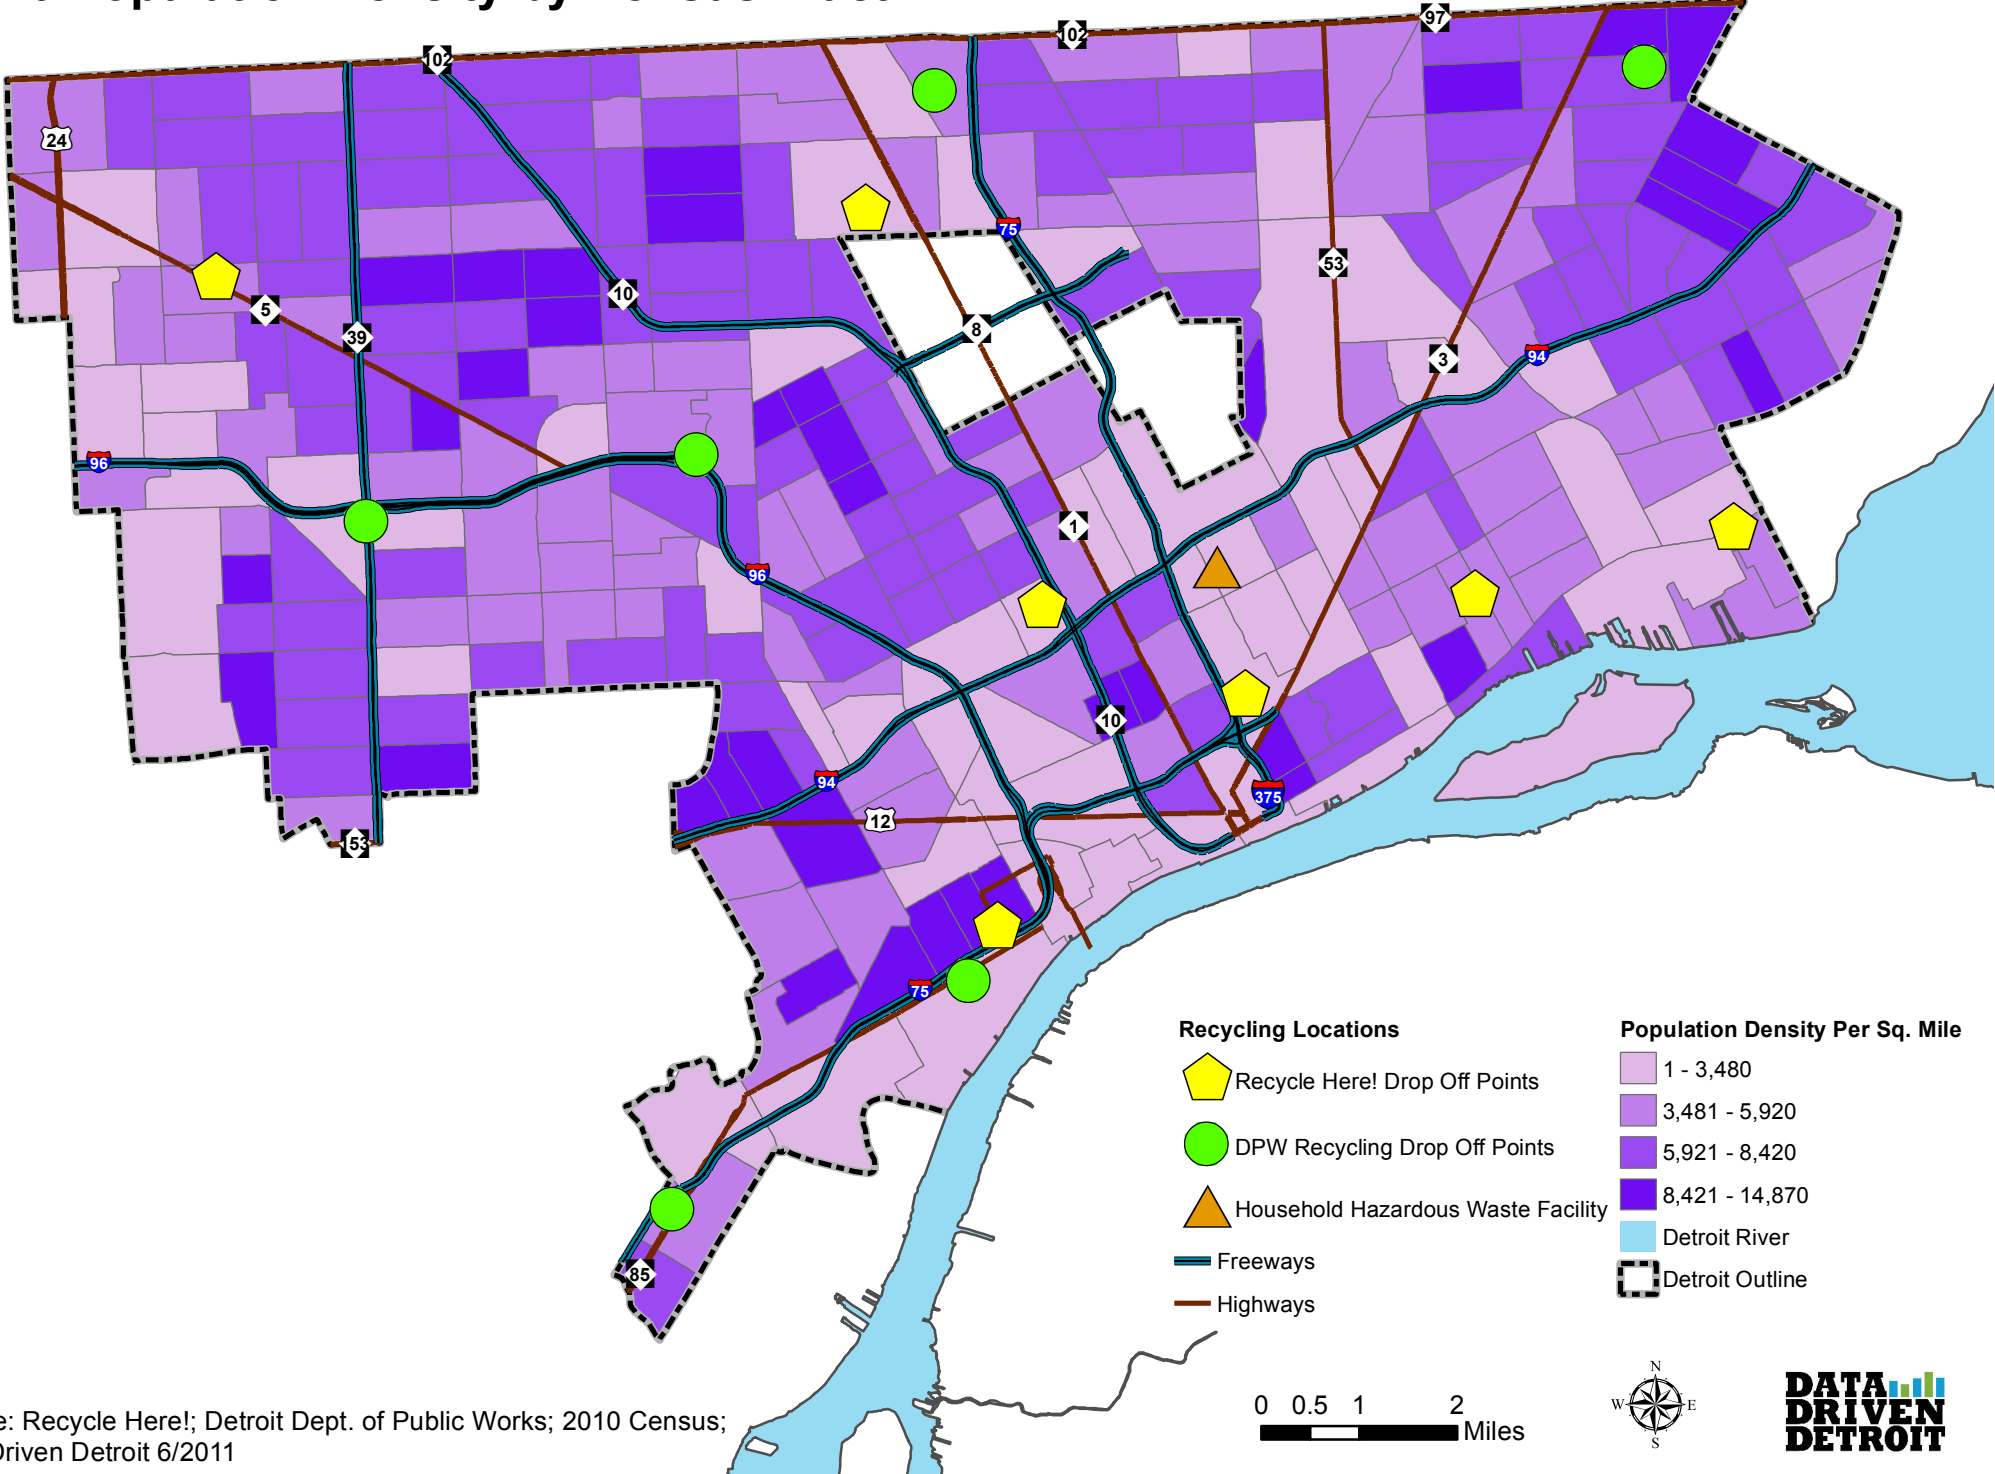 97
102
102
24
75
53
5
10
39
8
3
94
96
1
96
10
94
375
12
153
75
85
Recycling Locations
Recycle Here! Drop Off Points
DPW Recycling Drop Off Points
Household Hazardous Waste Facility
Freeways
Highways
Population Density Per Sq. Mile
1 - 3,480
3,481 - 5,920
5,921 - 8,420
8,421 - 14,870
Detroit River
Detroit Outline
e: Recycle Here!; Detroit Dept. of Public Works; 2010 Census;
Driven Detroit 6/2011
0 0.5 1 2
Miles
N
W E
S
DATA
DRIVEN
DETROIT